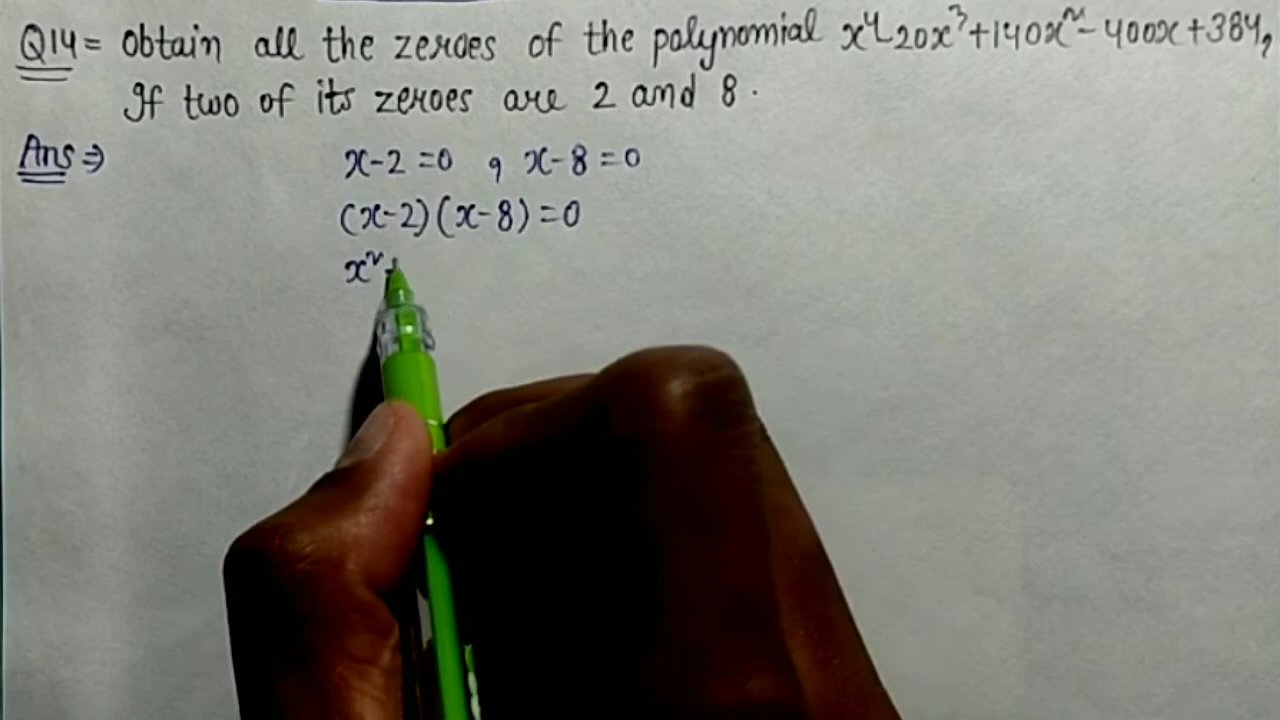 Q14= obtain all the zeroes of the polynomial x⁴-20x³+140x²-400x+384,
If two of its zeroes are 2 and 8.
Ans ⇒ x-2=0 , x-8=0
(x-2)(x-8)=0
x²-